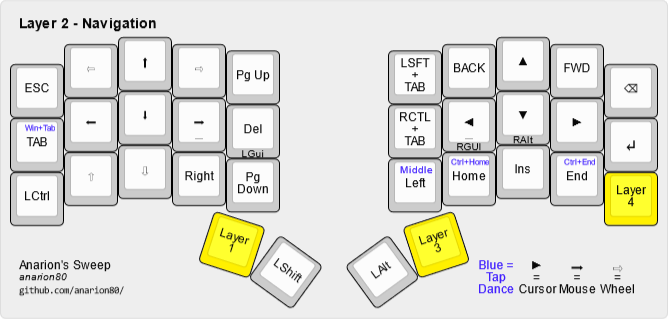 Layer 2 - Navigation
ESC
⇦
⬆
⇨
Pg Up
LSFT
+
TAB
BACK
▲
FWD
⌫
Win+Tab
TAB
⬅
⬇
➡
_
Del
LGui
RCTL
+
TAB
◀
_
RGUI
▼
RAlt
▶
↵
LCtrl
⇧
⇩
Right
Pg
Down
Middle
Left
Ctrl+Home
Home
Ins
Ctrl+End
End
Layer
4
Layer
1
LShift
LAlt
Layer
3
Anarion's Sweep
anarion80
github.com/anarion80/
Blue =
Tap
Dance
▶
=
Cursor
➡
=
Mouse
⇨
=
Wheel